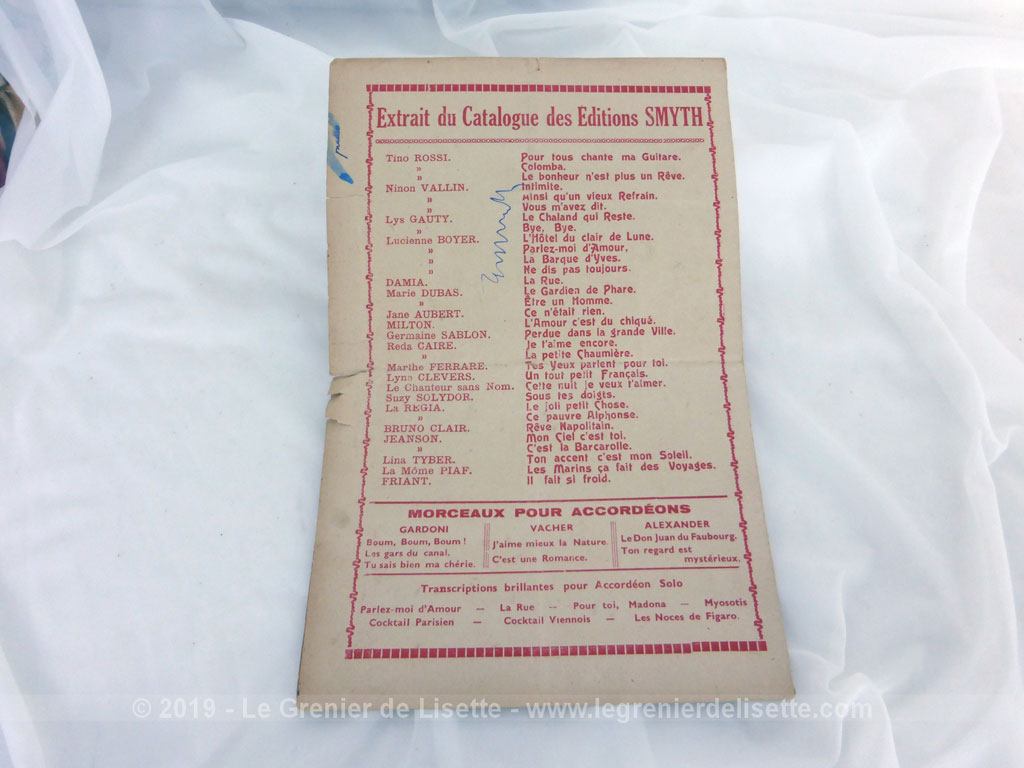 Extrait du Catalogue des Editions SMYTH
Tino ROSSI. Pour tous chante ma Guitare.
» Colomba.
» Le bonheur n'est plus un Rêve.
Ninon VALLIN. Intimite.
» Ainsi qu'un vieux Refrain.
» Vous m'avez dit.
Lys GAUTY. Le Chaland qui Reste.
» Bye, Bye.
Lucienne BOYER. L'Hôtel du clair de Lune.
» Parlez-moi d'Amour.
» La Barque d'Yves.
» Ne dis pas toujours.
DAMIA. La Rue.
Marie DUBAS. Le Gardien de Phare.
» Être un Homme.
Jane AUBERT. Ce n'était rien.
MILTON. L'Amour c'est du chiqué.
Germaine SABLON. Perdue dans la grande Ville.
Reda CAIRE. Je t'aime encore.
» La petite Chaumière.
Marthe FERRARE. Tes Yeux parlent pour toi.
Lyne CLEVERS. Un tout petit Français.
Le Chanteur sans Nom. Cette nuit je veux t'aimer.
Suzy SOLYDOR. Sous tes doigts.
La REGIA. Le joli petit Chose.
» Ce pauvre Alphonse.
BRUNO CLAIR. Rêve Napolitain.
JEANSON. Mon Ciel c'est toi.
» C'est la Barcarolle.
Lina TYBER. Ton accent c'est mon Soleil.
La Môme PIAF. Les Marins ça fait des Voyages.
FRIANT. Il fait si froid.
MORCEAUX POUR ACCORDÉONS
GARDONI VACHER ALEXANDER
Boum, Boum, Boum ! J'aime mieux la Nature. Le Don Juan du Faubourg.
Les gars du canal. C'est une Romance. Ton regard est
Tu sais bien ma chérie. mystérieux.
Transcriptions brillantes pour Accordéon Solo
Parlez-moi d'Amour — La Rue — Pour toi, Madona — Myosotis
Cocktail Parisien — Cocktail Viennois — Les Noces de Figaro.
© 2019 - Le Grenier de Lisette - www.legrenierdelisette.com